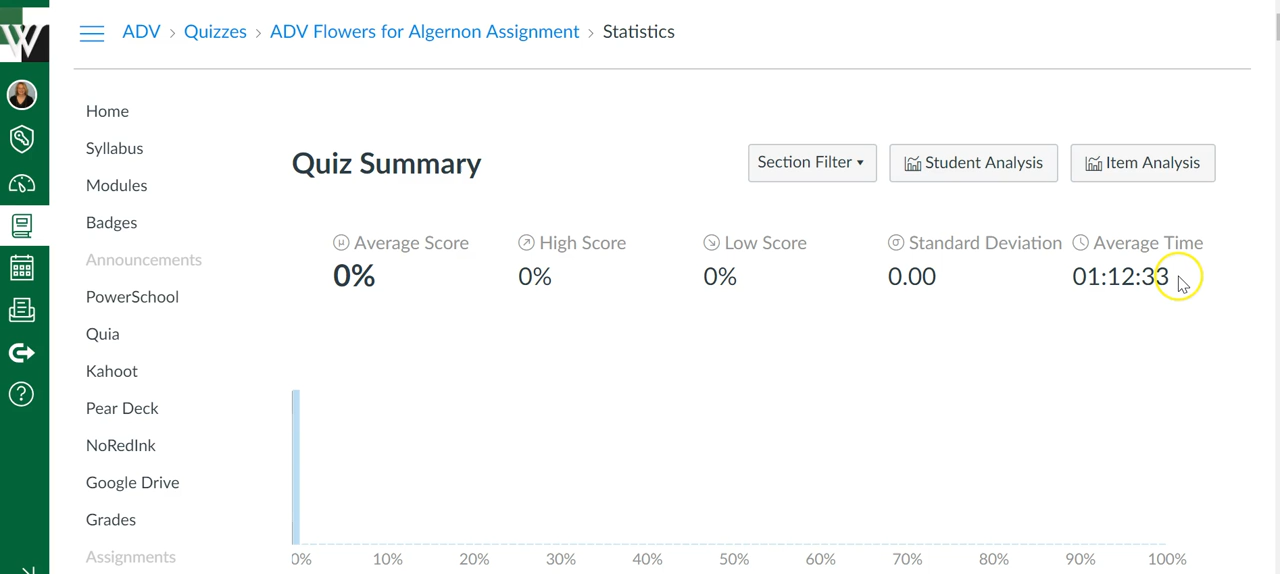 W
ADV > Quizzes > ADV Flowers for Algernon Assignment > Statistics
Home
Syllabus
Modules
Badges
Announcements
PowerSchool
Quia
Kahoot
Pear Deck
NoRedInk
Google Drive
Grades
Assignments
Quiz Summary
Section Filter ▾
Student Analysis
Item Analysis
μ Average Score
0%
High Score
0%
Low Score
0%
σ Standard Deviation
0.00
Average Time
01:12:33
0% 10% 20% 30% 40% 50% 60% 70% 80% 90% 100%